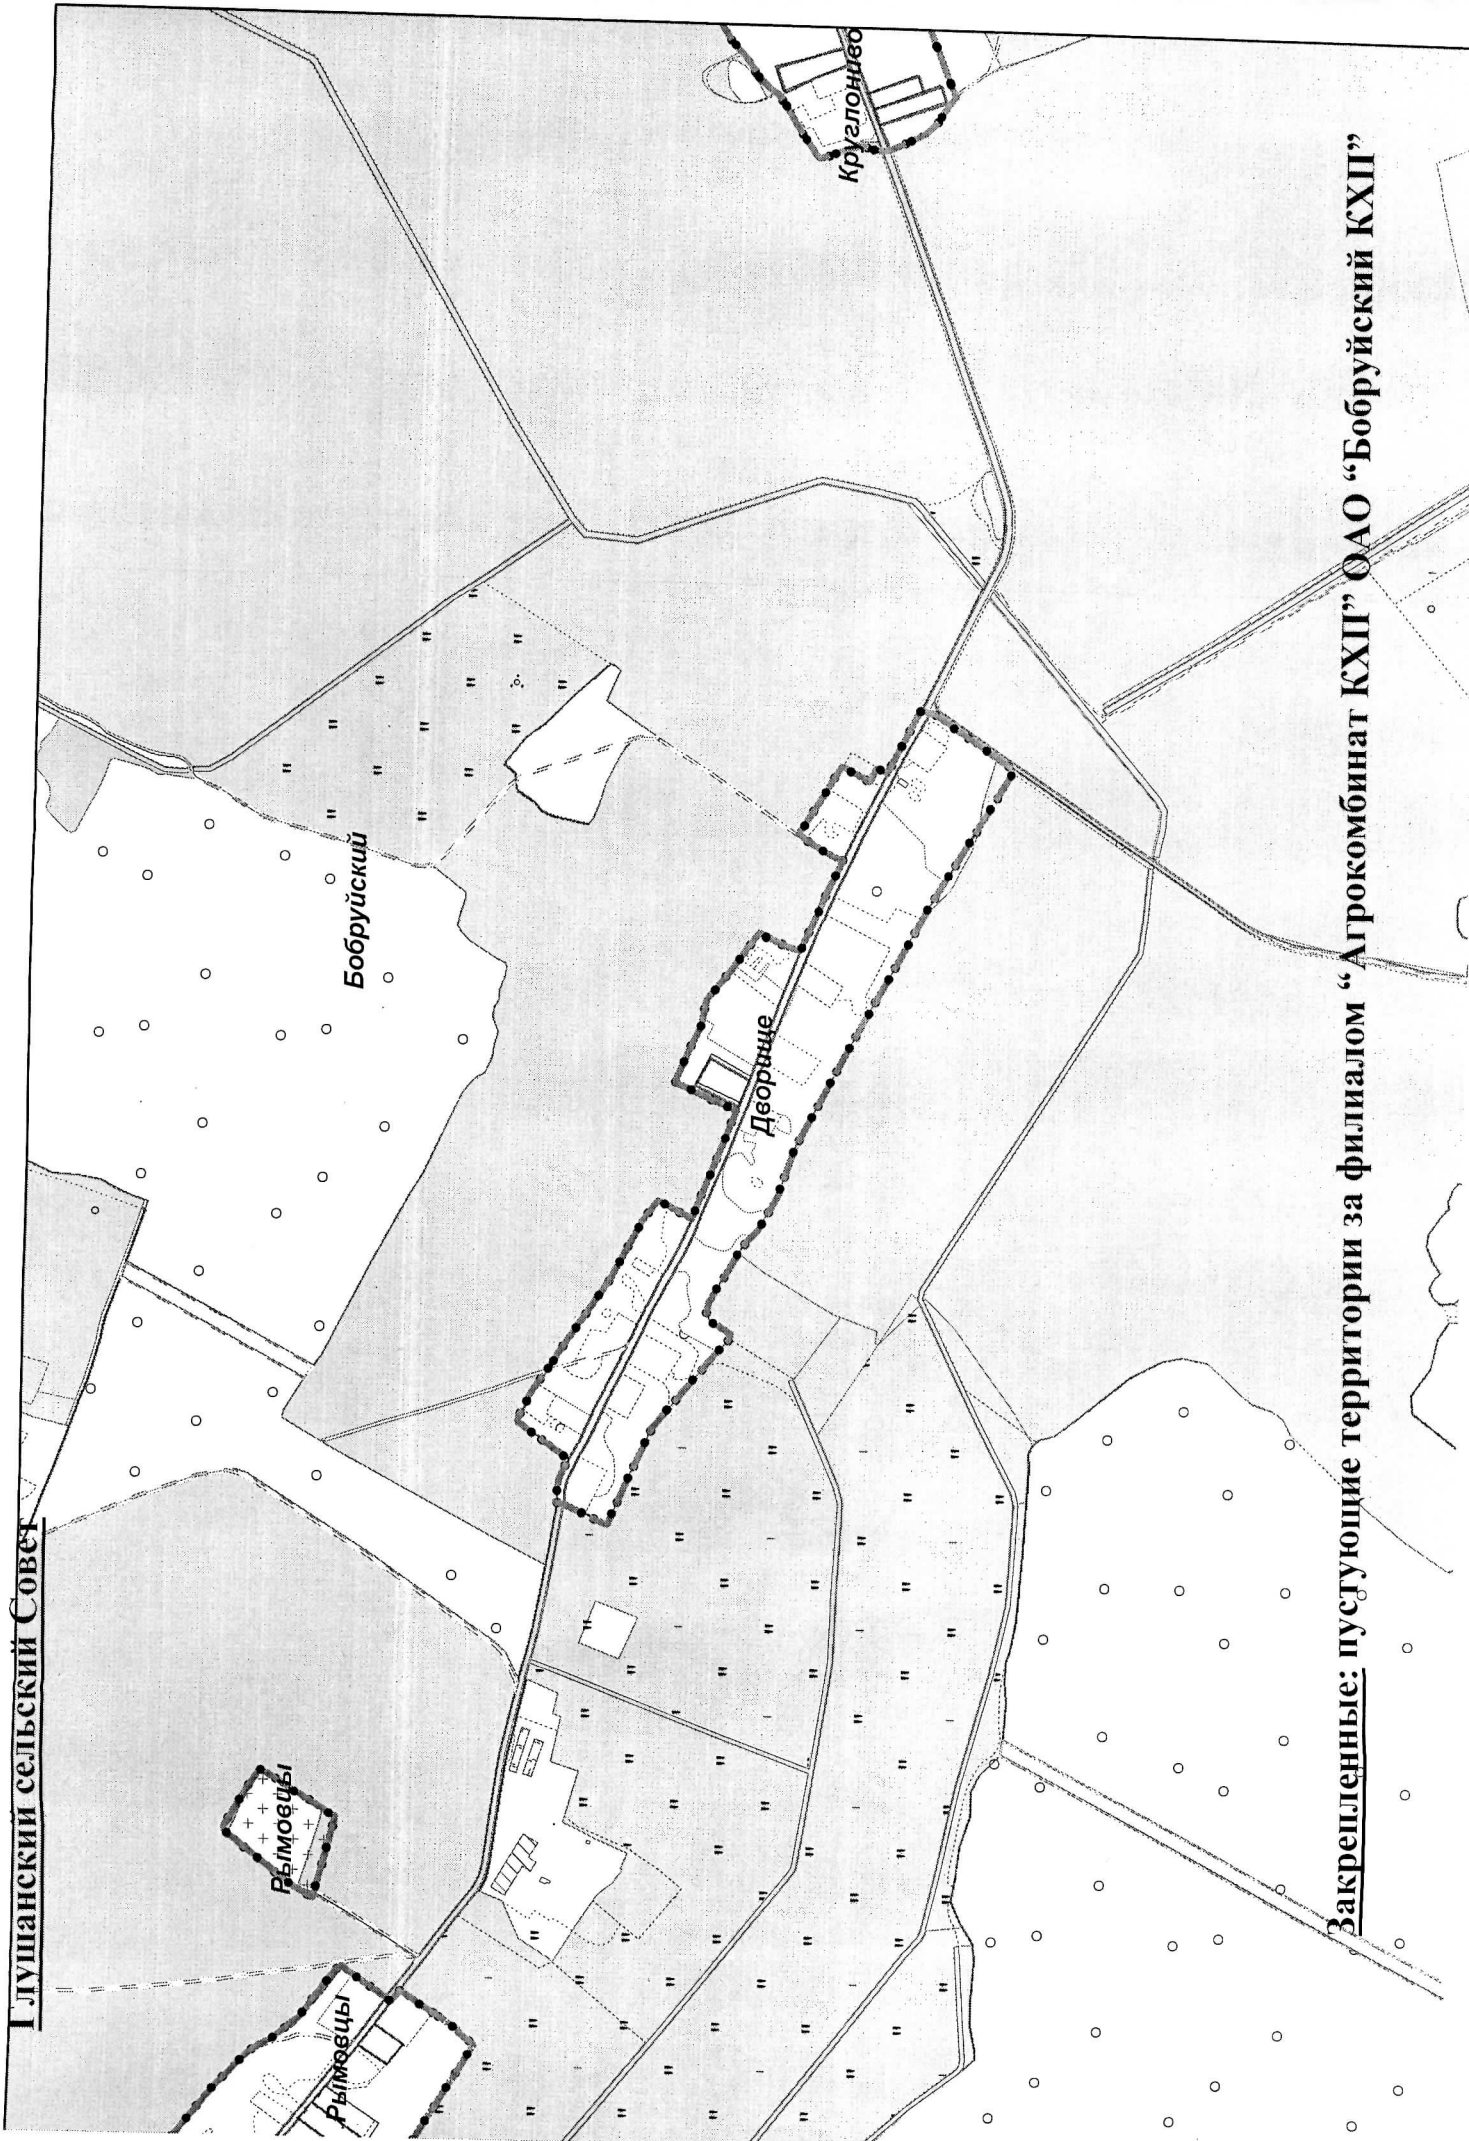 Глушанский сельский Совет
Рымовцы
Рымовцы
Бобруйский
Дворище
Круглониво
Закрепленные: пустующие территории за филиалом “Агрокомбинат КХП” ОАО “Бобруйский КХП”